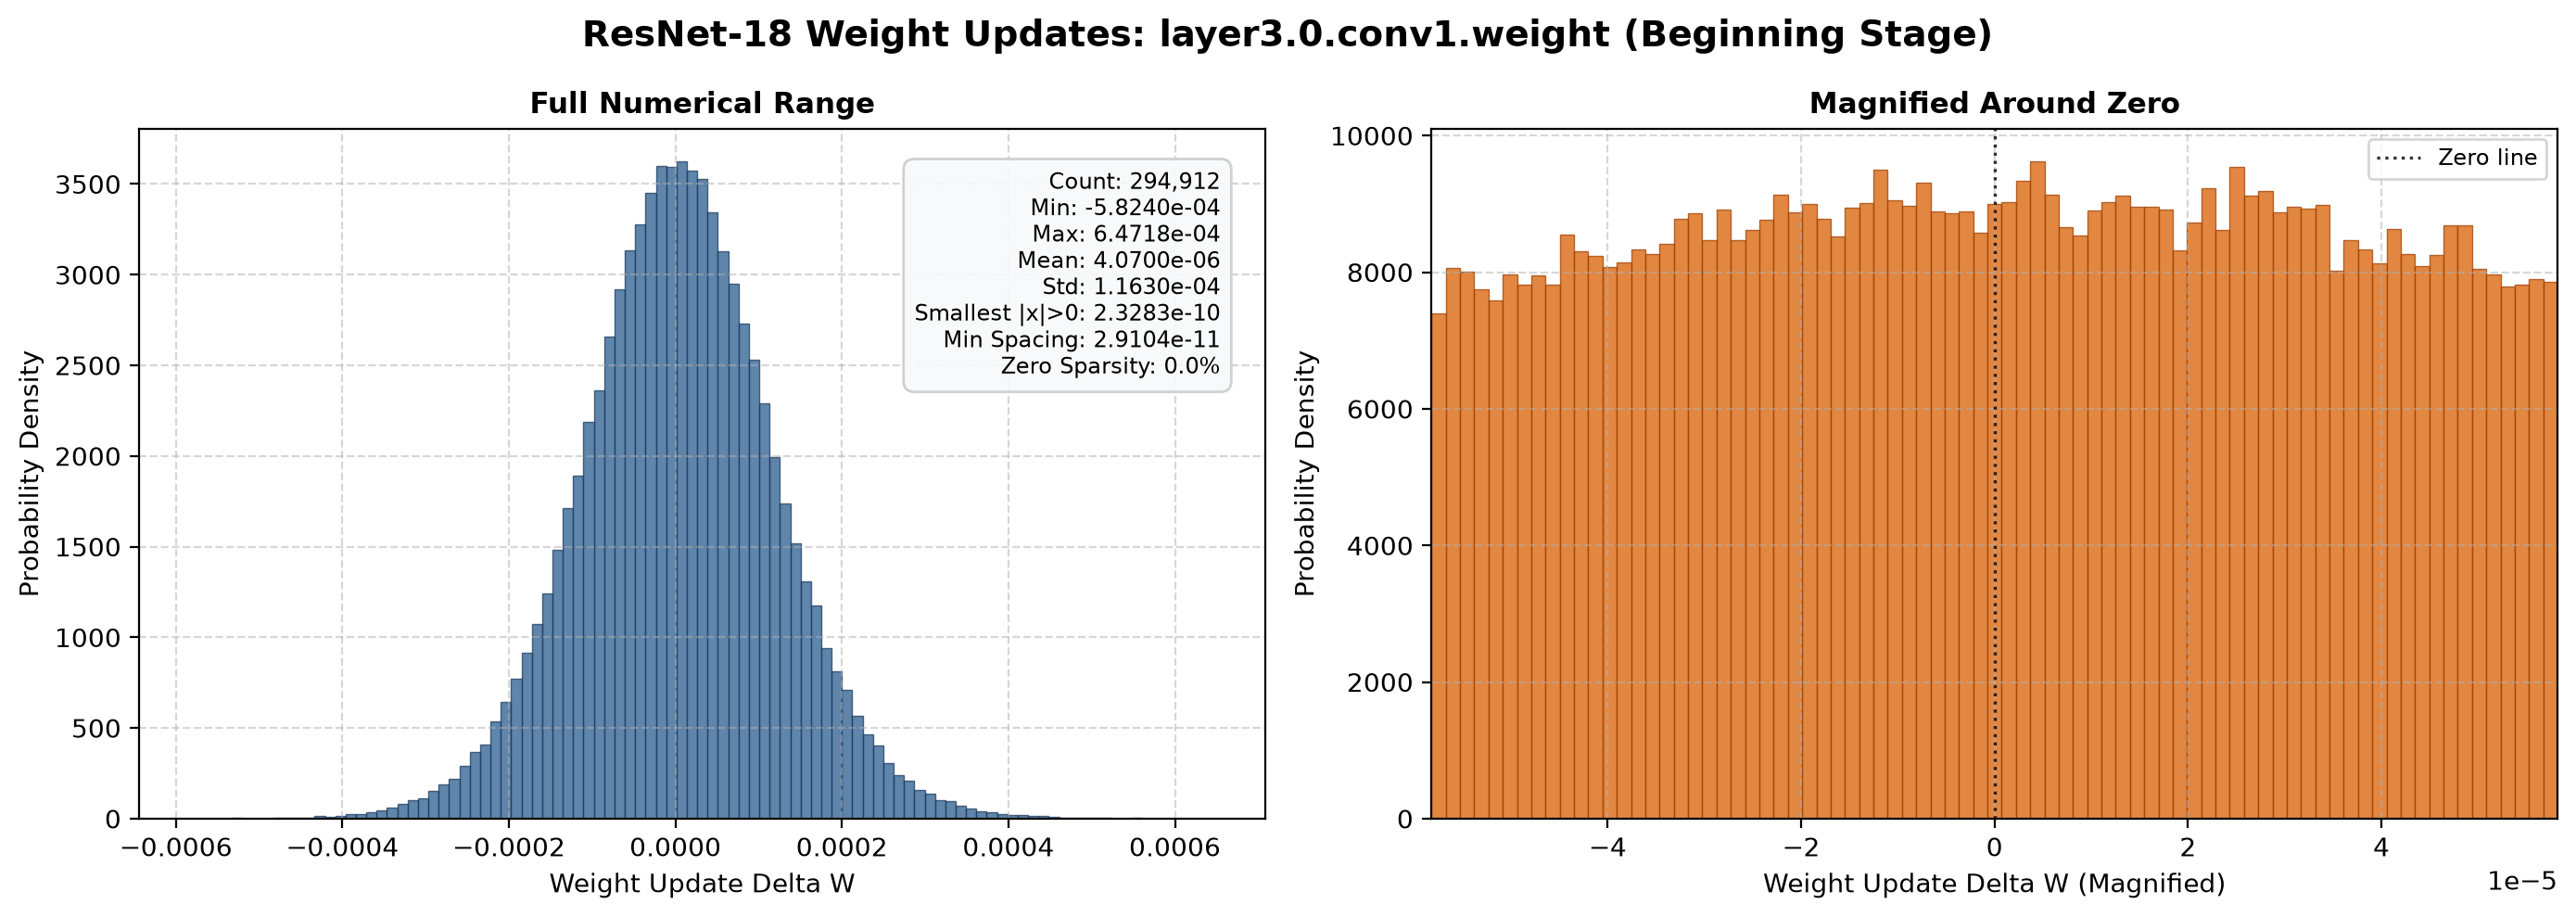 ResNet-18 Weight Updates: layer3.0.conv1.weight (Beginning Stage)
Full Numerical Range
Probability Density
3500
3000
2500
2000
1500
1000
500
0
Count: 294,912
Min: -5.8240e-04
Max: 6.4718e-04
Mean: 4.0700e-06
Std: 1.1630e-04
Smallest |x|>0: 2.3283e-10
Min Spacing: 2.9104e-11
Zero Sparsity: 0.0%
−0.0006 −0.0004 −0.0002 0.0000 0.0002 0.0004 0.0006
Weight Update Delta W
Magnified Around Zero
Probability Density
10000
8000
6000
4000
2000
0
Zero line
−4 −2 0 2 4
1e−5
Weight Update Delta W (Magnified)